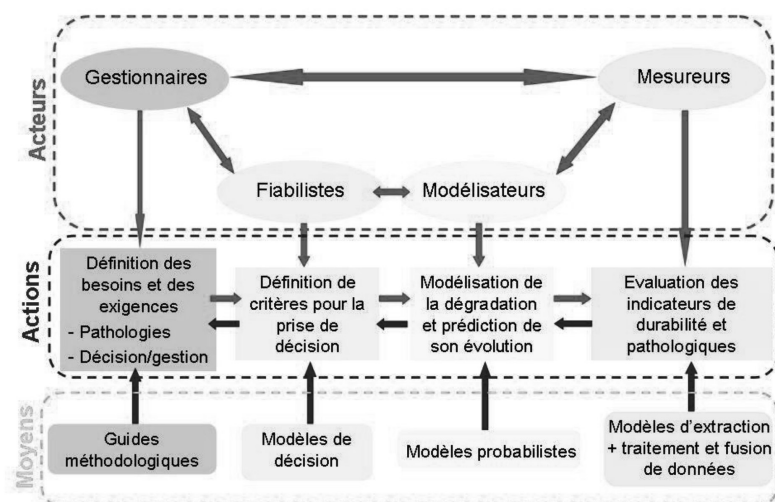 Acteurs
Gestionnaires
Mesureurs
Fiabilistes
Modélisateurs
Actions
Définition des
besoins et des
exigences
- Pathologies
- Décision/gestion
Définition de
critères pour la
prise de
décision
Modélisation de
la dégradation
et prédiction de
son évolution
Evaluation des
indicateurs de
durabilité et
pathologiques
Moyens
Guides
méthodologiques
Modèles de
décision
Modèles probabilistes
Modèles d'extraction
+ traitement et fusion
de données